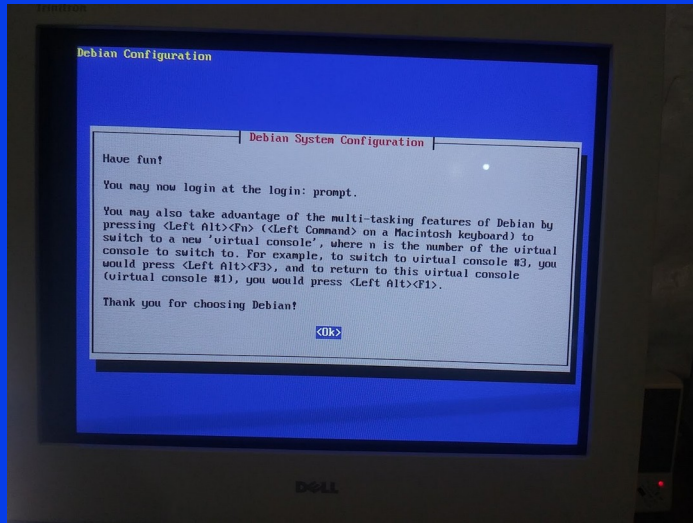 Trinitron
Debian Configuration
Debian System Configuration
Have fun!
You may now login at the login: prompt.
You may also take advantage of the multi-tasking features of Debian by
pressing <Left Alt><Fn> (<Left Command> on a Macintosh keyboard) to
switch to a new 'virtual console', where n is the number of the virtual
console to switch to. For example, to switch to virtual console #3, you
would press <Left Alt><F3>, and to return to this virtual console
(virtual console #1), you would press <Left Alt><F1>.
Thank you for choosing Debian!
<Ok>
DELL